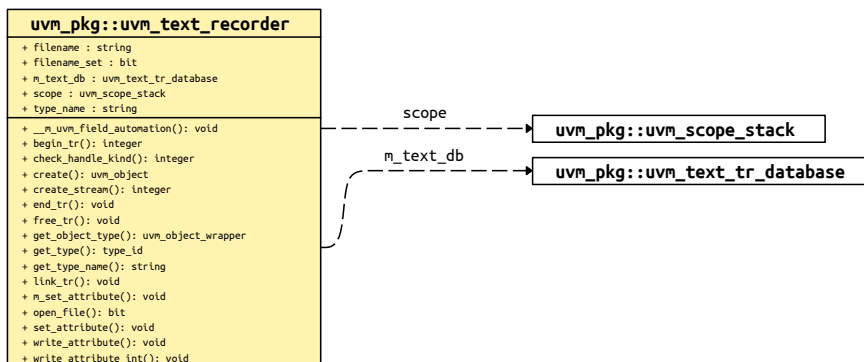 uvm_pkg::uvm_text_recorder
+ filename : string
+ filename_set : bit
+ m_text_db : uvm_text_tr_database
+ scope : uvm_scope_stack
+ type_name : string
+ __m_uvm_field_automation(): void
+ begin_tr(): integer
+ check_handle_kind(): integer
+ create(): uvm_object
+ create_stream(): integer
+ end_tr(): void
+ free_tr(): void
+ get_object_type(): uvm_object_wrapper
+ get_type(): type_id
+ get_type_name(): string
+ link_tr(): void
+ m_set_attribute(): void
+ open_file(): bit
+ set_attribute(): void
+ write_attribute(): void
+ write_attribute_int(): void
scope
uvm_pkg::uvm_scope_stack
m_text_db
uvm_pkg::uvm_text_tr_database